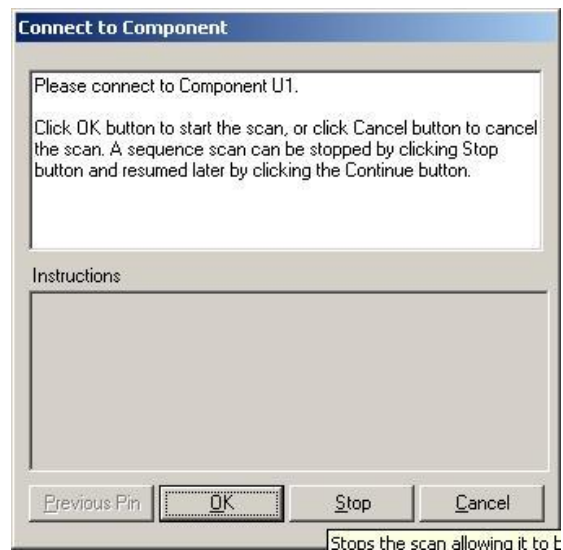 Connect to Component
Please connect to Component U1.
Click OK button to start the scan, or click Cancel button to cancel
the scan. A sequence scan can be stopped by clicking Stop
button and resumed later by clicking the Continue button.
Instructions
Previous Pin OK Stop Cancel
Stops the scan allowing it to b